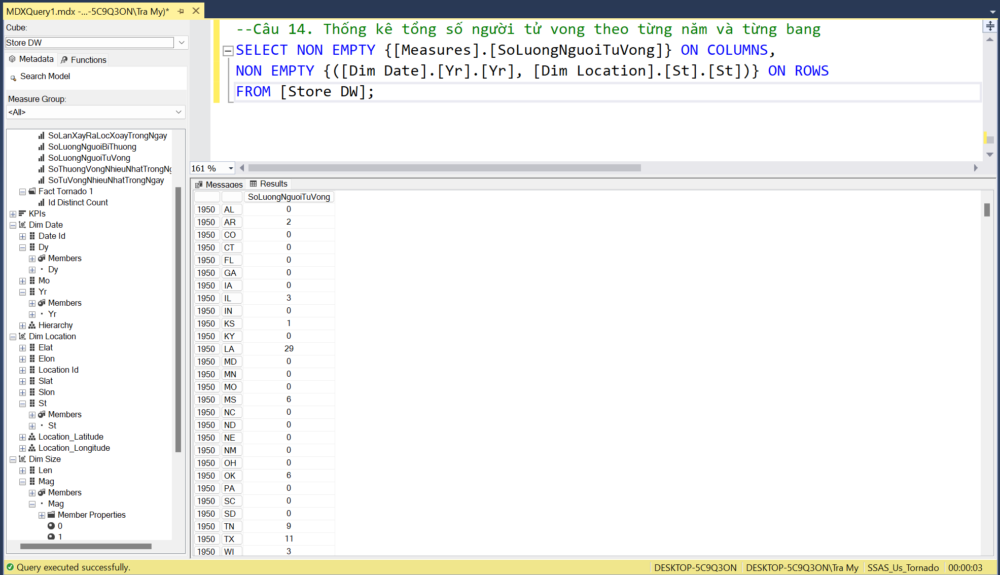 MDXQuery1.mdx -...-5C9Q3ON\Tra My)*
Cube:
Store DW
Metadata
Functions
Search Model
Measure Group:
<All>
SoLanXayRaLocXoayTrongNgay
SoLuongNguoiBiThuong
SoLuongNguoiTuVong
SoThuongVongNhieuNhatTrongNg
SoTuVongNhieuNhatTrongNgay
Fact Tornado 1
Id Distinct Count
KPIs
Dim Date
Date Id
Dy
Members
Dy
Mo
Yr
Members
Yr
Hierarchy
Dim Location
Elat
Elon
Location Id
Slat
Slon
St
Members
St
Location_Latitude
Location_Longitude
Dim Size
Len
Mag
Members
Mag
Member Properties
0
1
--Câu 14. Thống kê tổng số người tử vong theo từng năm và từng bang
SELECT NON EMPTY {[Measures].[SoLuongNguoiTuVong]} ON COLUMNS,
NON EMPTY {([Dim Date].[Yr].[Yr], [Dim Location].[St].[St])} ON ROWS
FROM [Store DW];
161 %
Messages
Results
SoLuongNguoiTuVong
1950 AL 0
1950 AR 2
1950 CO 0
1950 CT 0
1950 FL 0
1950 GA 0
1950 IA 0
1950 IL 3
1950 IN 0
1950 KS 1
1950 KY 0
1950 LA 29
1950 MD 0
1950 MN 0
1950 MO 0
1950 MS 6
1950 NC 0
1950 ND 0
1950 NE 0
1950 NM 0
1950 OH 0
1950 OK 6
1950 PA 0
1950 SC 0
1950 SD 0
1950 TN 9
1950 TX 11
1950 WI 3
Query executed successfully.
DESKTOP-5C9Q3ON
DESKTOP-5C9Q3ON\Tra My
SSAS_Us_Tornado
00:00:03